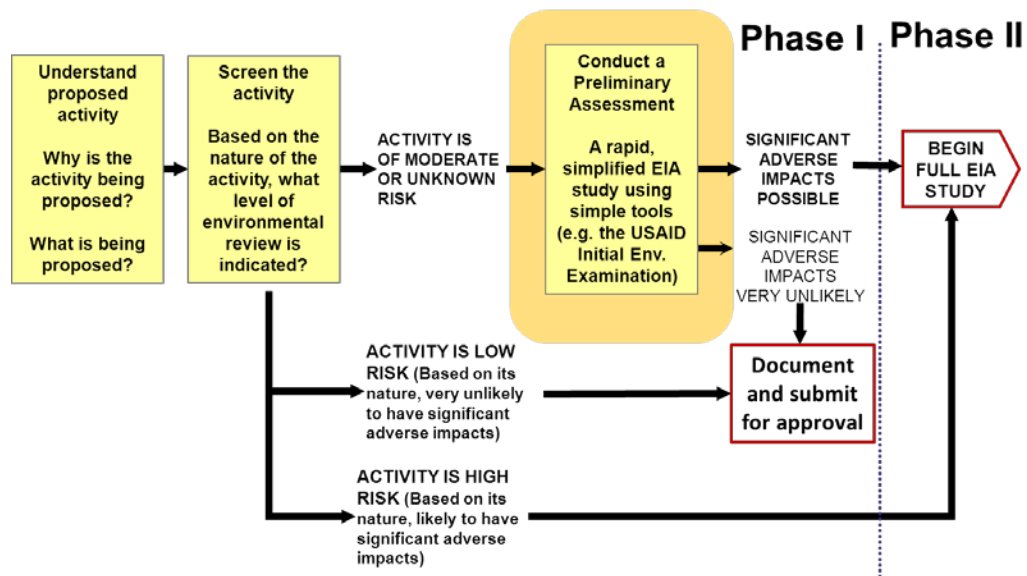 Phase I
Phase II
Understand
proposed
activity
Why is the
activity being
proposed?
What is being
proposed?
Screen the
activity
Based on the
nature of the
activity, what
level of
environmental
review is
indicated?
ACTIVITY IS
OF MODERATE
OR UNKNOWN
RISK
Conduct a
Preliminary
Assessment
A rapid,
simplified EIA
study using
simple tools
(e.g. the USAID
Initial Env.
Examination)
SIGNIFICANT
ADVERSE
IMPACTS
POSSIBLE
BEGIN
FULL EIA
STUDY
SIGNIFICANT
ADVERSE
IMPACTS
VERY UNLIKELY
ACTIVITY IS LOW
RISK (Based on its
nature, very unlikely
to have significant
adverse impacts)
Document
and submit
for approval
ACTIVITY IS HIGH
RISK (Based on its
nature, likely to have
significant adverse
impacts)